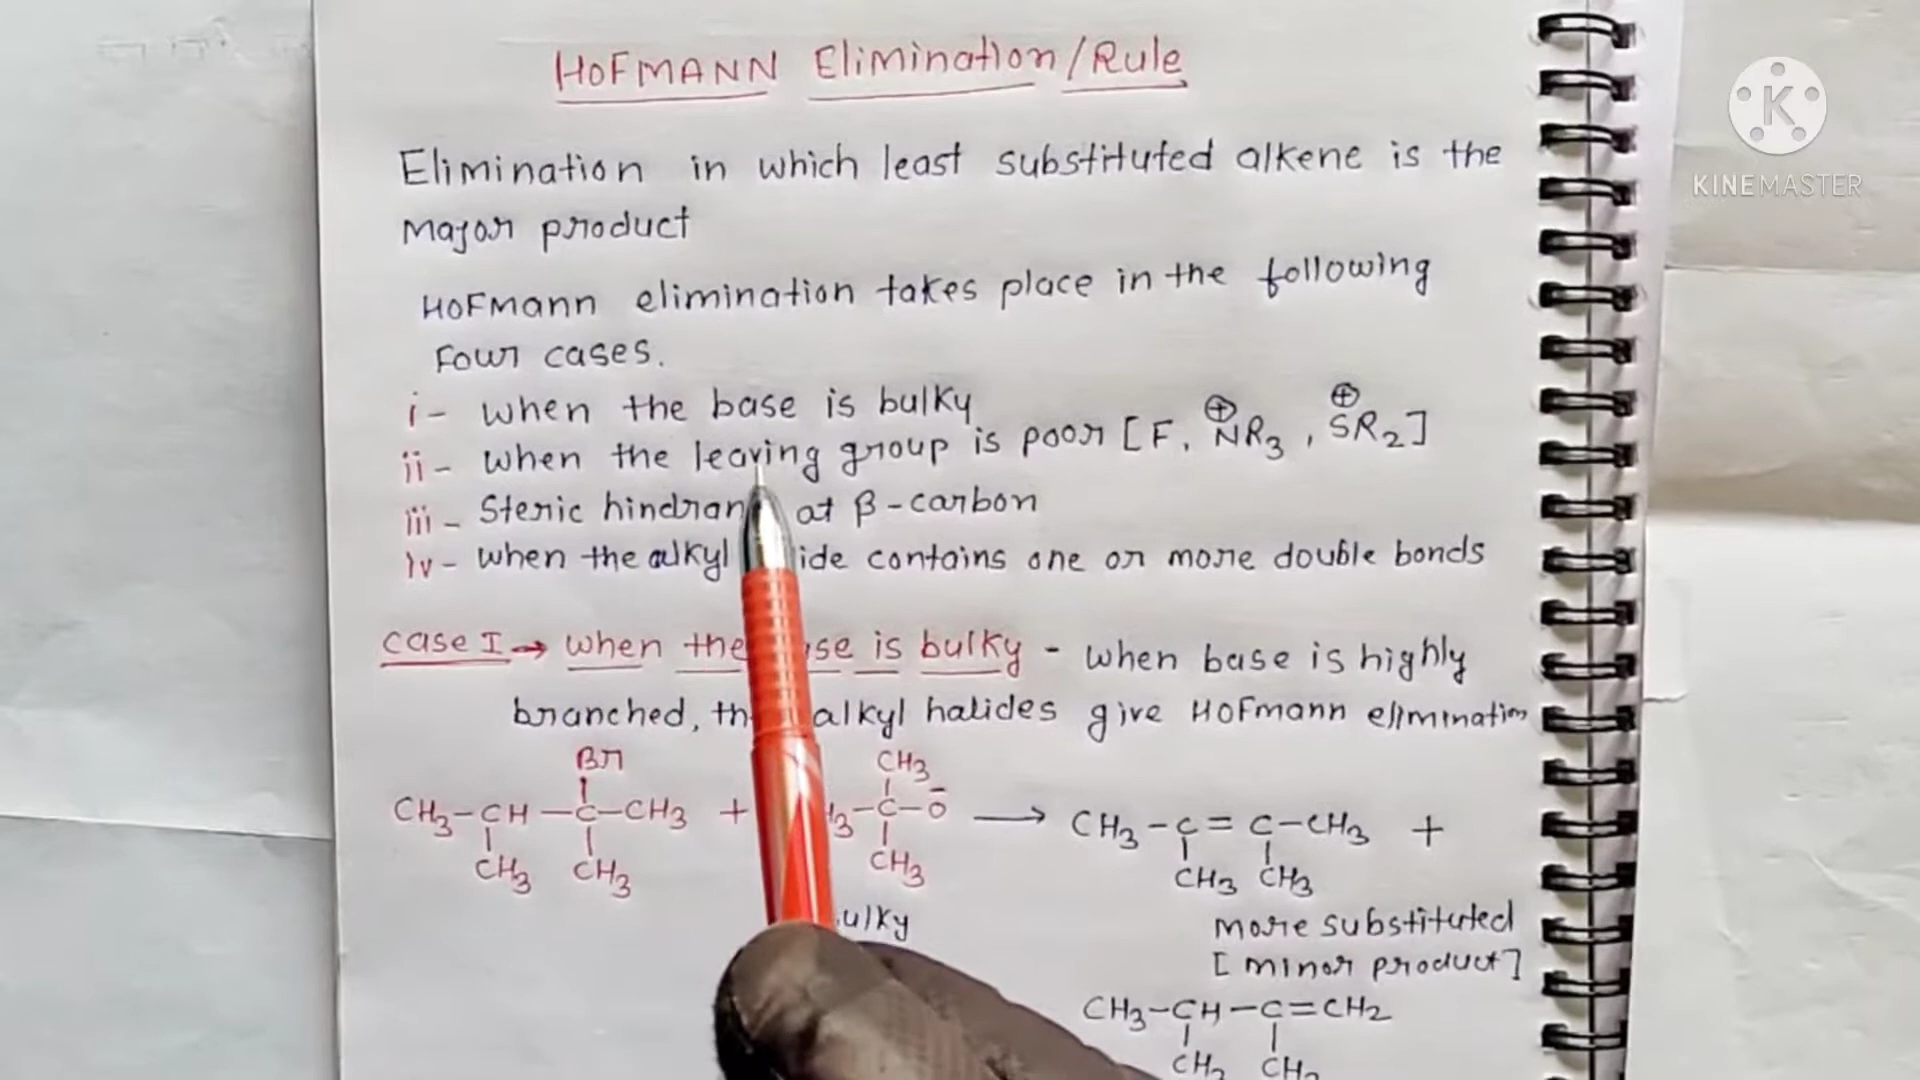 HOFMANN Elimination/Rule
K
KINEMASTER
Elimination in which least substituted alkene is the
Major product
HOFMann elimination takes place in the following
Four cases.
i- when the base is bulky
ii- when the leaving group is poor [F, N⊕R3, S⊕R2]
iii- Steric hindran at β-carbon
iv- when the alkyl ide contains one or more double bonds
case I → when the se is bulky - when base is highly
branched, th alkyl halides give HOFmann elimination
Br CH3
CH3-CH-C-CH3 + 3-C-O⁻ → CH3-C=C-CH3 +
CH3 CH3 CH3 CH3 CH3
ulky more substituted
[minor product]
CH3-CH-C=CH2